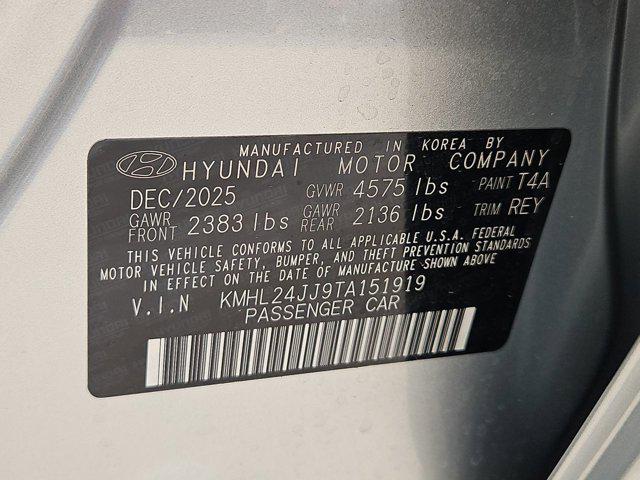 MANUFACTURED IN KOREA BY
HYUNDAI MOTOR COMPANY
DEC/2025 GVWR 4575 lbs PAINT T4A
GAWR FRONT 2383 lbs GAWR REAR 2136 lbs TRIM REY
THIS VEHICLE CONFORMS TO ALL APPLICABLE U.S.A. FEDERAL
MOTOR VEHICLE SAFETY, BUMPER, AND THEFT PREVENTION STANDARDS
IN EFFECT ON THE DATE OF MANUFACTURE SHOWN ABOVE
V.I.N KMHL24JJ9TA151919
PASSENGER CAR